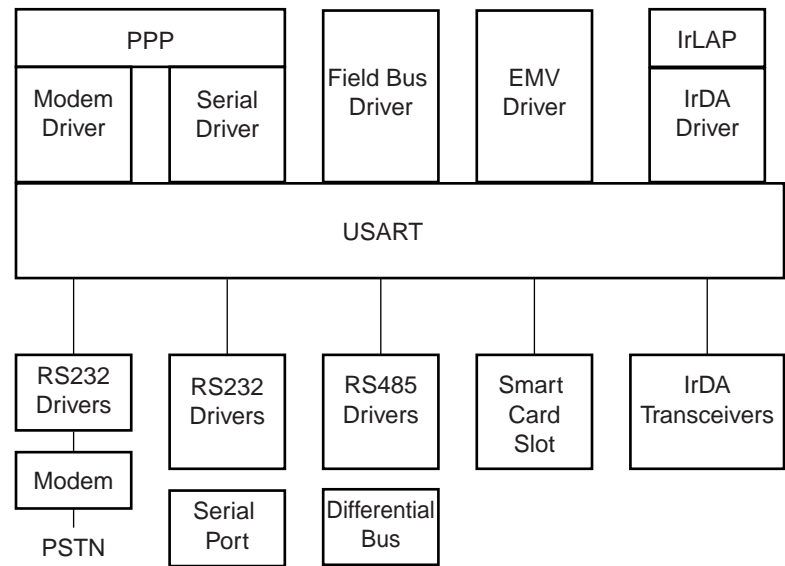 PPP
IrLAP
Modem
Driver
Serial
Driver
Field Bus
Driver
EMV
Driver
IrDA
Driver
USART
RS232
Drivers
RS232
Drivers
RS485
Drivers
Smart
Card
Slot
IrDA
Transceivers
Modem
Serial
Port
Differential
Bus
PSTN